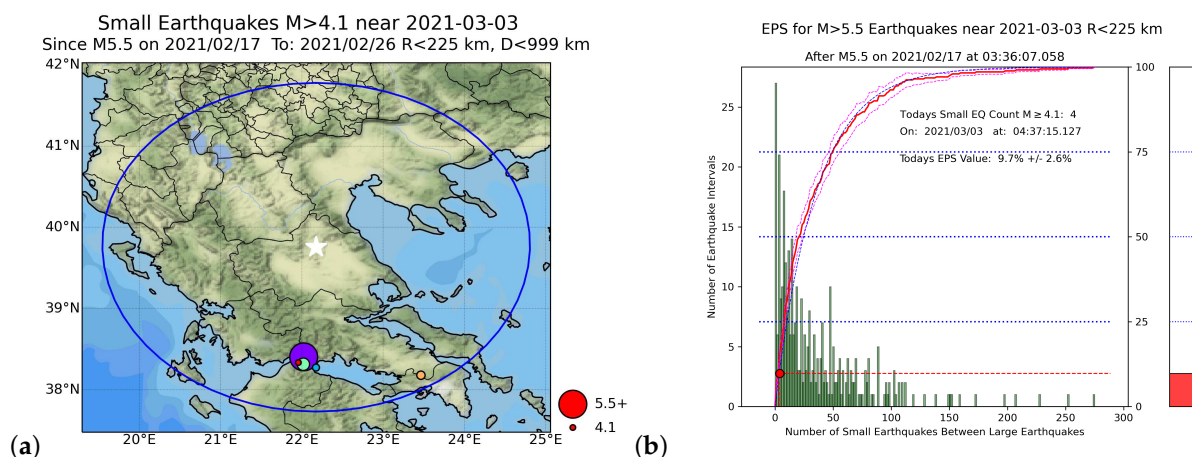 Small Earthquakes M>4.1 near 2021-03-03
Since M5.5 on 2021/02/17 To: 2021/02/26 R<225 km, D<999 km
42°N
41°N
40°N
39°N
38°N
20°E
21°E
22°E
23°E
24°E
25°E
5.5+
4.1
(a)
EPS for M>5.5 Earthquakes near 2021-03-03 R<225 km
After M5.5 on 2021/02/17 at 03:36:07.058
Todays Small EQ Count M ≥ 4.1: 4
On: 2021/03/03 at: 04:37:15.127
Todays EPS Value: 9.7% +/- 2.6%
Number of Earthquake Intervals
25
20
15
10
5
0
100
75
50
25
0
0
50
100
150
200
250
300
Number of Small Earthquakes Between Large Earthquakes
(b)